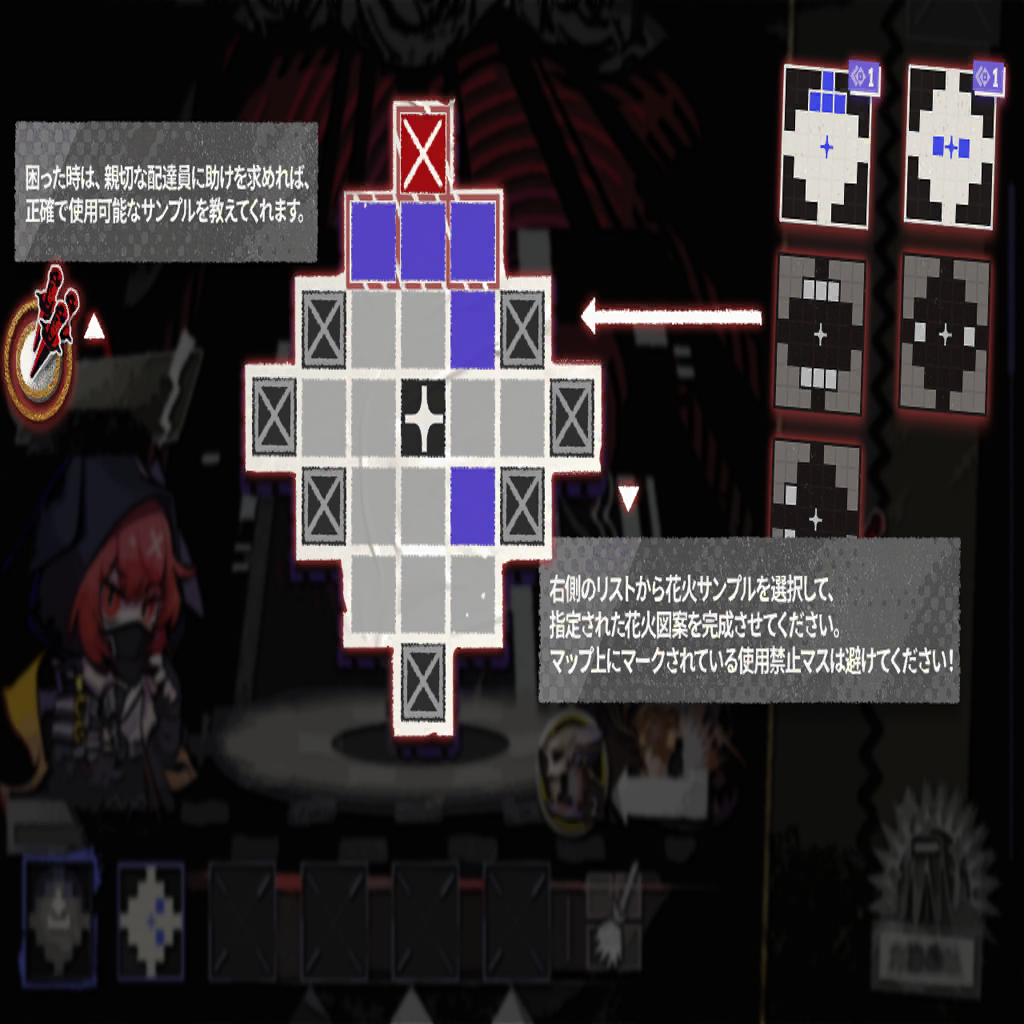 困った時は、親切な配達員に助けを求めれば、
正確で使用可能なサンプルを教えてくれます。
1
1
右側のリストから花火サンプルを選択して、
指定された花火図案を完成させてください。
マップ上にマークされている使用禁止マスは避けてください！